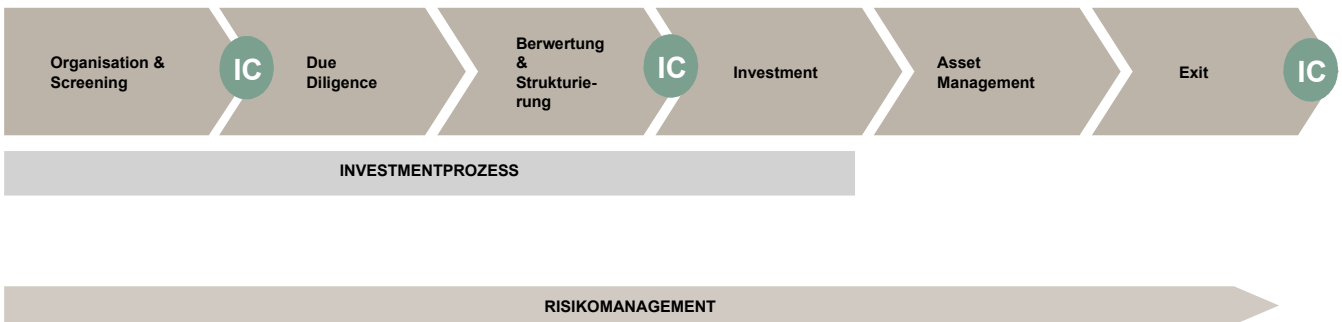 Organisation &
Screening
IC
Due
Diligence
Berwertung
&
Strukturie-
rung
IC
Investment
Asset
Management
Exit
IC
INVESTMENTPROZESS
RISIKOMANAGEMENT